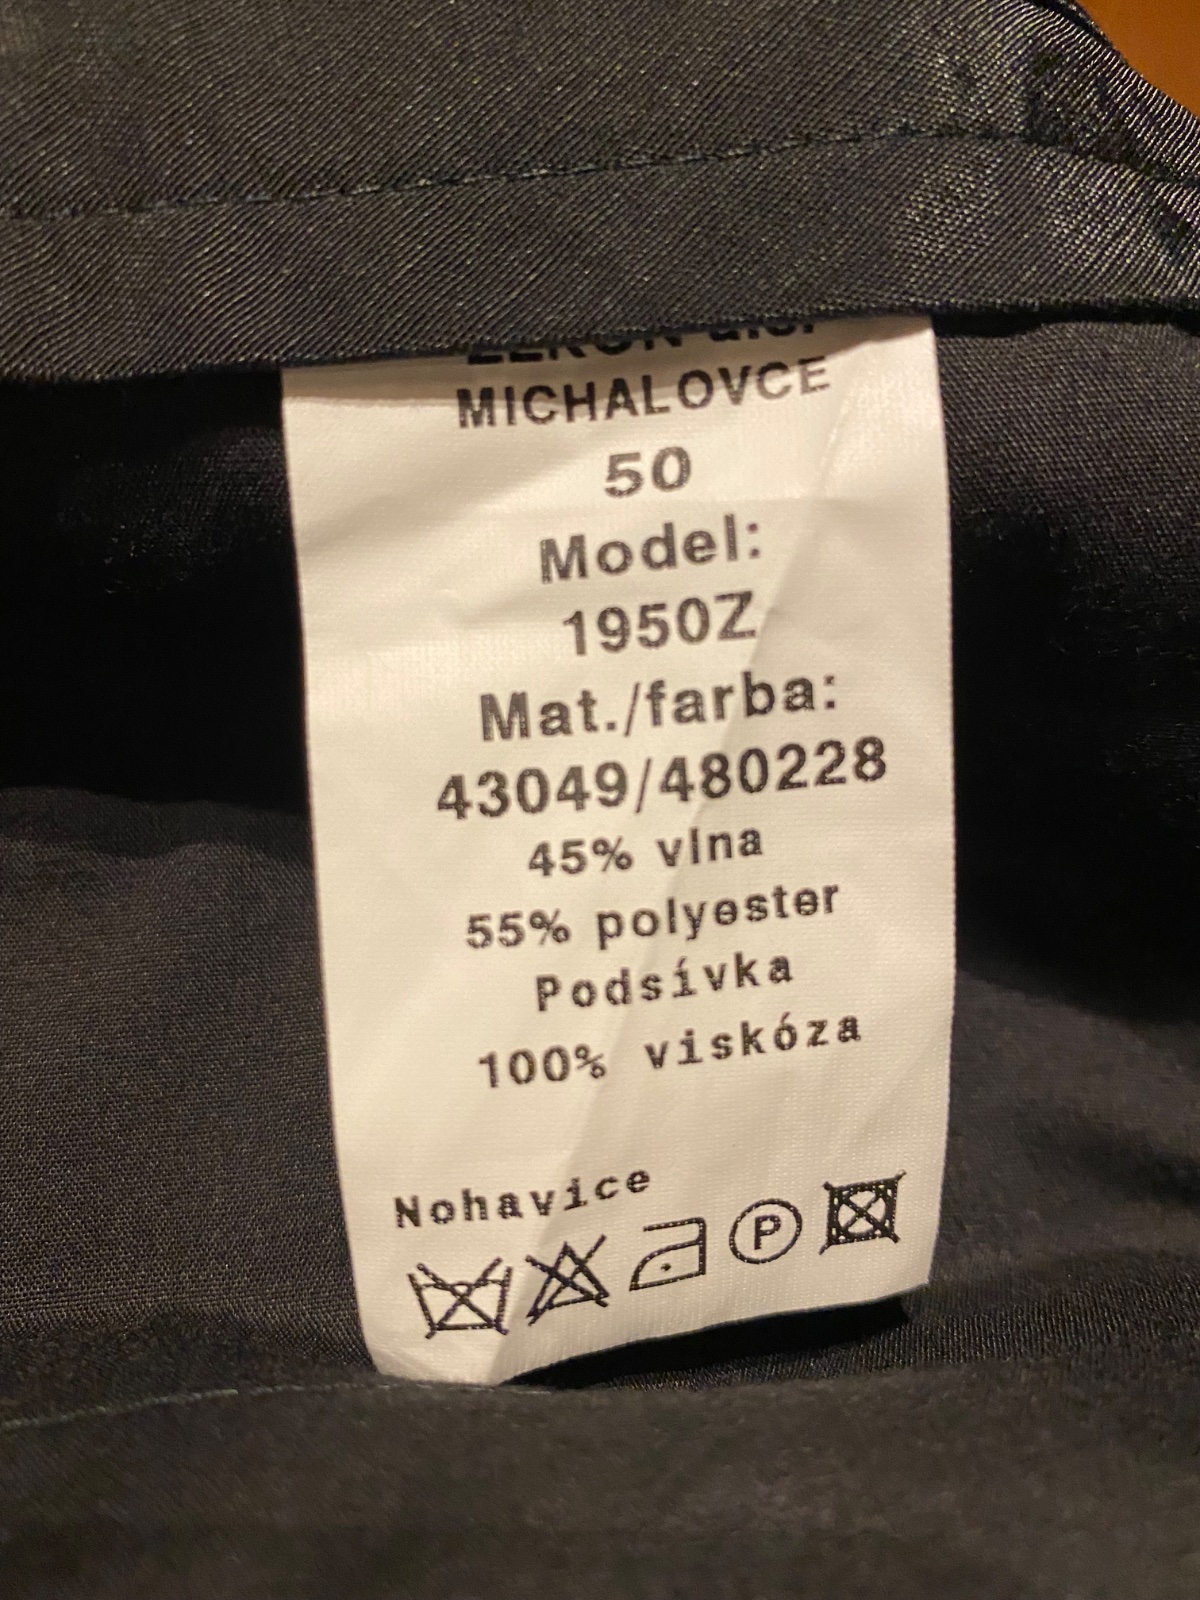 MICHALOVCE
50
Model:
1950Z
Mat./farba:
43049/480228
45% vlna
55% polyester
Podsívka
100% viskóza
Nohavice
P